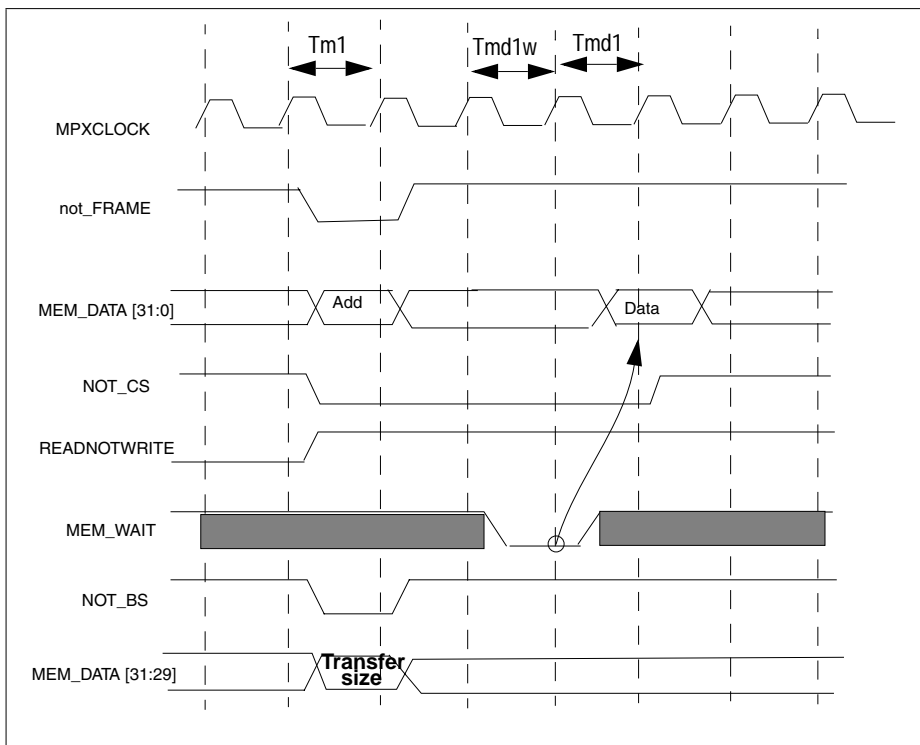 Tm1
Tmd1w
Tmd1
MPXCLOCK
not_FRAME
MEM_DATA [31:0]
Add
Data
NOT_CS
READNOTWRITE
MEM_WAIT
NOT_BS
MEM_DATA [31:29]
Transfer
size